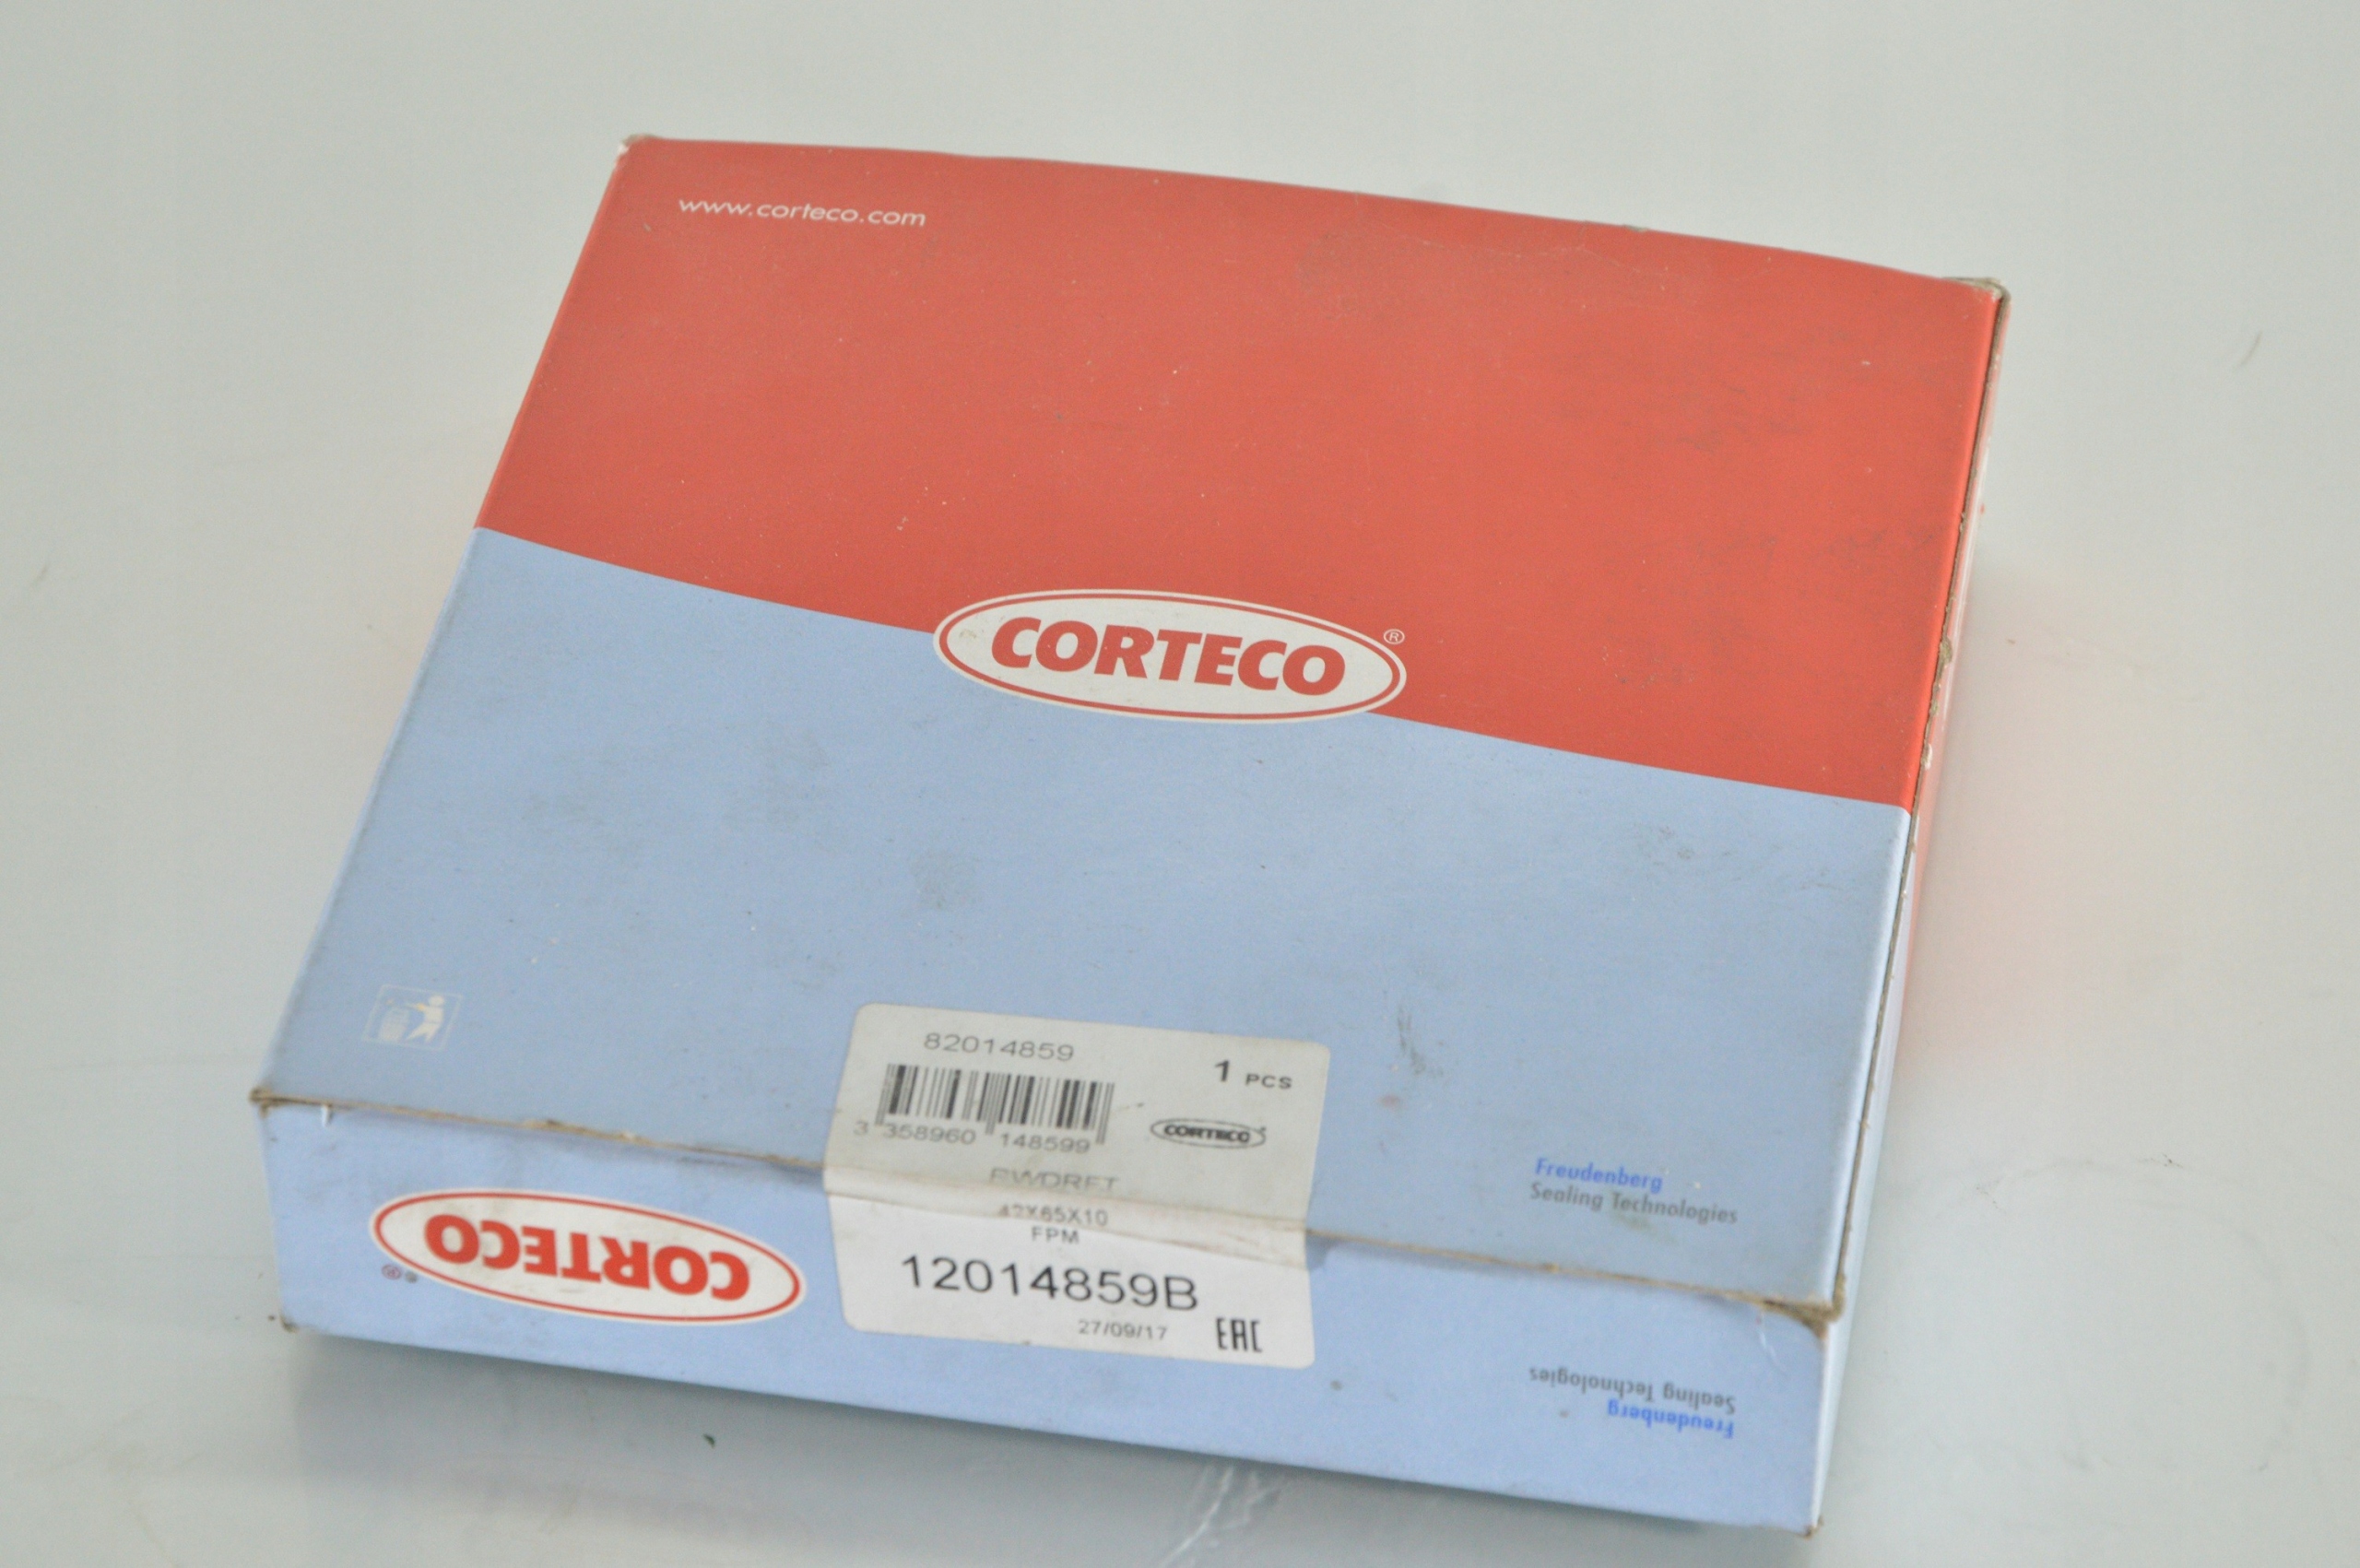 www.corteco.com
CORTECO®
82014859
1 PCS
3 358960 148599
CORTECO
42X65X10
FPM
12014859B
27/09/17
EAC
Freudenberg
Sealing Technologies
CORTECO®
Freudenberg
Sealing Technologies